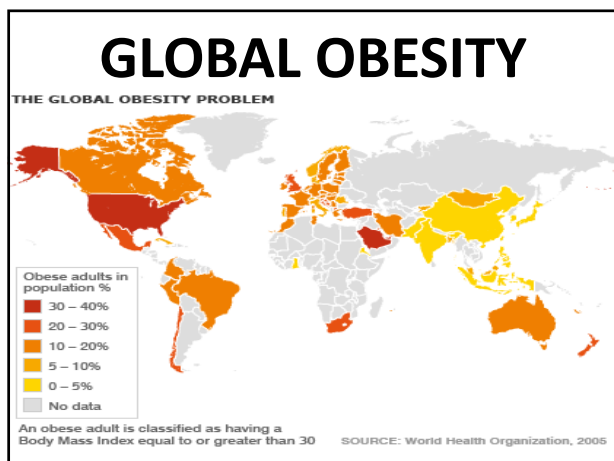 GLOBAL OBESITY
THE GLOBAL OBESITY PROBLEM
Obese adults in
population %
30 – 40%
20 – 30%
10 – 20%
5 – 10%
0 – 5%
No data
An obese adult is classified as having a
Body Mass Index equal to or greater than 30
SOURCE: World Health Organization, 2005